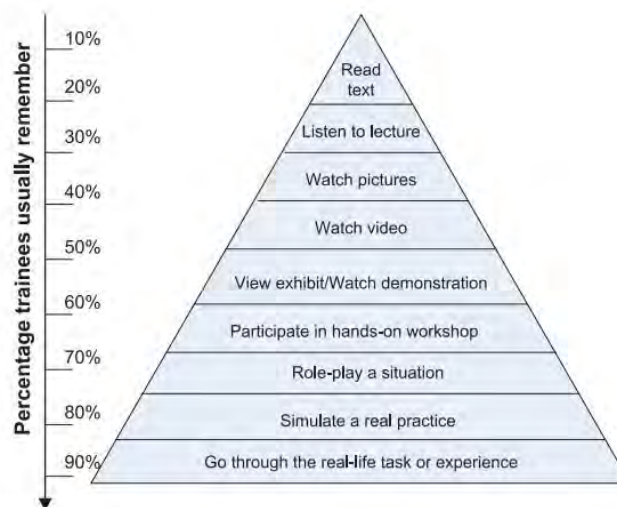 Percentage trainees usually remember
10%
20%
30%
40%
50%
60%
70%
80%
90%
Read
text
Listen to lecture
Watch pictures
Watch video
View exhibit/Watch demonstration
Participate in hands-on workshop
Role-play a situation
Simulate a real practice
Go through the real-life task or experience